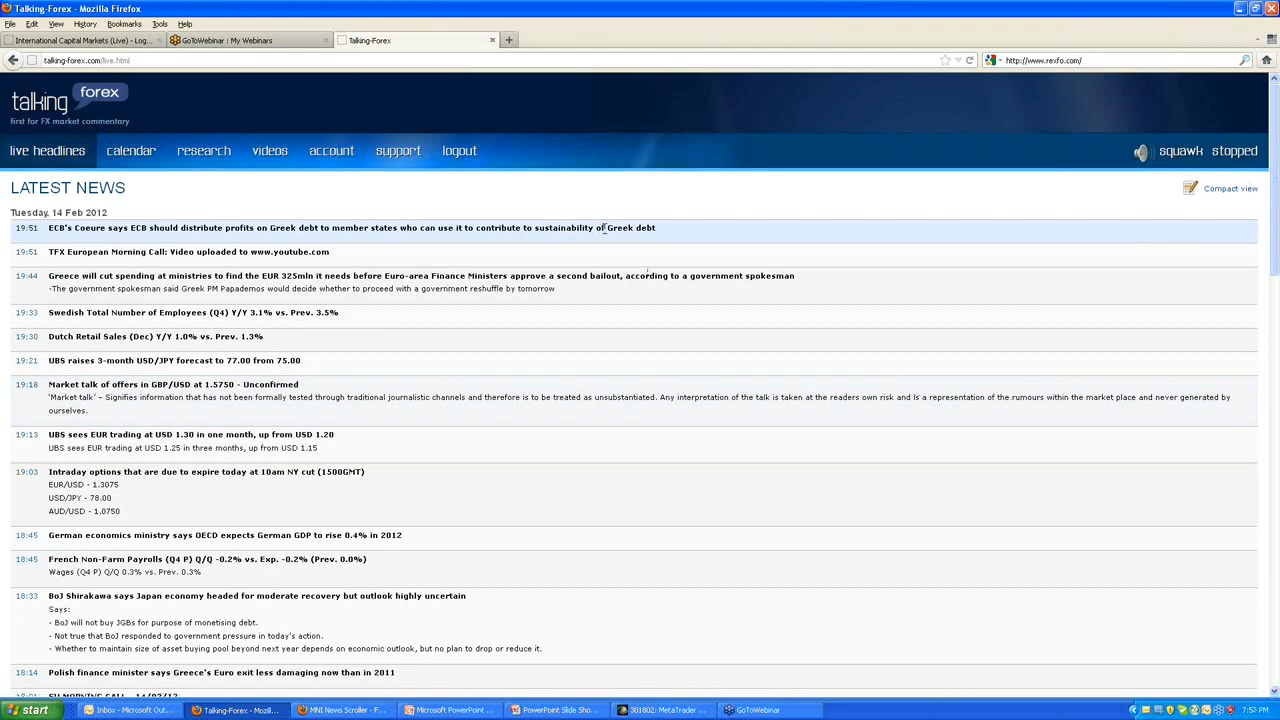 Talking-Forex - Mozilla Firefox
File Edit View History Bookmarks Tools Help
International Capital Markets (Live) - Log... GoToWebinar : My Webinars Talking-Forex
talking-forex.com/live.html http://www.rexfo.com/
talking forex
first for FX market commentary
live headlines calendar research videos account support logout squawk stopped
LATEST NEWS Compact view
Tuesday, 14 Feb 2012
19:51 ECB's Coeure says ECB should distribute profits on Greek debt to member states who can use it to contribute to sustainability of Greek debt
19:51 TFX European Morning Call: Video uploaded to www.youtube.com
19:44 Greece will cut spending at ministries to find the EUR 325mln it needs before Euro-area Finance Ministers approve a second bailout, according to a government spokesman
-The government spokesman said Greek PM Papademos would decide whether to proceed with a government reshuffle by tomorrow
19:33 Swedish Total Number of Employees (Q4) Y/Y 3.1% vs. Prev. 3.5%
19:30 Dutch Retail Sales (Dec) Y/Y 1.0% vs. Prev. 1.3%
19:21 UBS raises 3-month USD/JPY forecast to 77.00 from 75.00
19:18 Market talk of offers in GBP/USD at 1.5750 - Unconfirmed
'Market talk' – Signifies information that has not been formally tested through traditional journalistic channels and therefore is to be treated as unsubstantiated. Any interpretation of the talk is taken at the readers own risk and is a representation of the rumours within the market place and never generated by
ourselves.
19:13 UBS sees EUR trading at USD 1.30 in one month, up from USD 1.20
UBS sees EUR trading at USD 1.25 in three months, up from USD 1.15
19:03 Intraday options that are due to expire today at 10am NY cut (1500GMT)
EUR/USD - 1.3075
USD/JPY - 78.00
AUD/USD - 1.0750
18:45 German economics ministry says OECD expects German GDP to rise 0.4% in 2012
18:45 French Non-Farm Payrolls (Q4 P) Q/Q -0.2% vs. Exp. -0.2% (Prev. 0.0%)
Wages (Q4 P) Q/Q 0.3% vs. Prev. 0.3%
18:33 BoJ Shirakawa says Japan economy headed for moderate recovery but outlook highly uncertain
Says:
- BoJ will not buy JGBs for purpose of monetising debt.
- Not true that BoJ responded to government pressure in today's action.
- Whether to maintain size of asset buying pool beyond next year depends on economic outlook, but no plan to drop or reduce it.
18:14 Polish finance minister says Greece's Euro exit less damaging now than in 2011
18:01 EU MORNING CALL - 14/02/12
start Inbox - Microsoft Out... Talking-Forex - Mozill... MNI News Scroller - F... Microsoft PowerPoint ... PowerPoint Slide Sho... 301802: MetaTrader ... GoToWebinar 7:53 PM